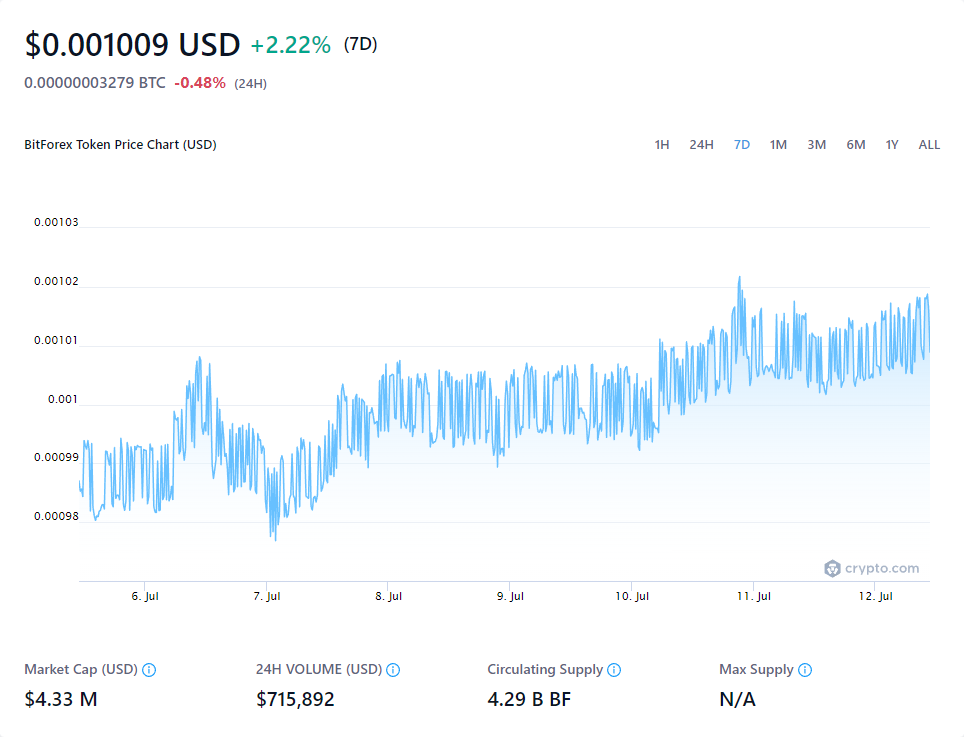 $0.001009 USD +2.22% (7D)
0.00000003279 BTC -0.48% (24H)
BitForex Token Price Chart (USD) 1H 24H 7D 1M 3M 6M 1Y ALL
0.00103
0.00102
0.00101
0.001
0.00099
0.00098
crypto.com
6. Jul 7. Jul 8. Jul 9. Jul 10. Jul 11. Jul 12. Jul
Market Cap (USD) 24H VOLUME (USD) Circulating Supply Max Supply
$4.33 M $715,892 4.29 B BF N/A